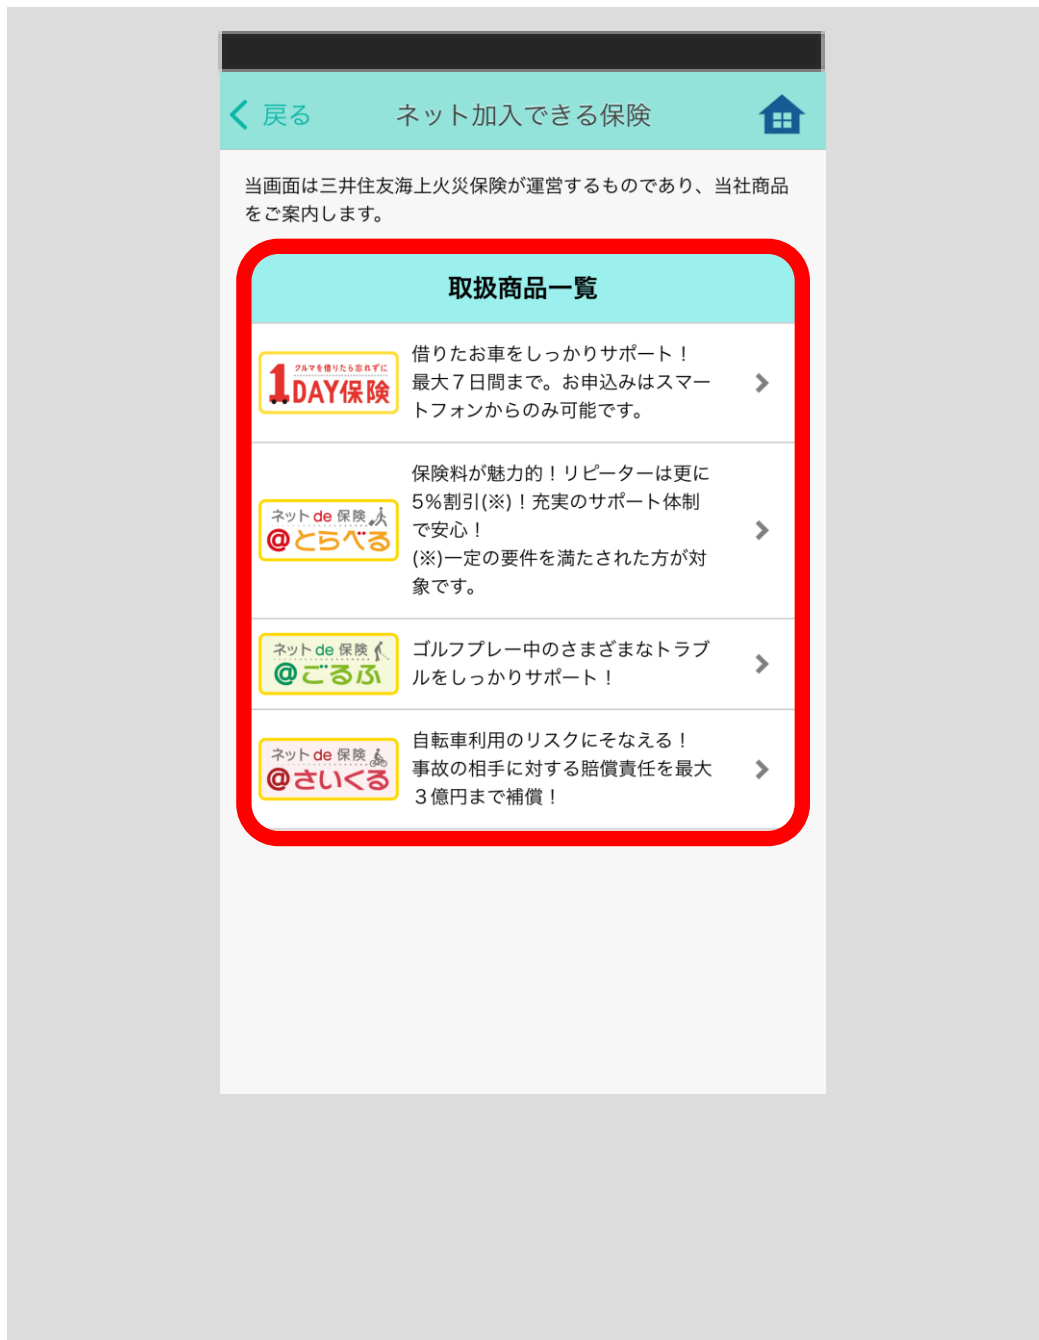 戻る
ネット加入できる保険
当画面は三井住友海上火災保険が運営するものであり、当社商品
をご案内します。
取扱商品一覧
クルマを借りたら忘れずに
1DAY保険
借りたお車をしっかりサポート！
最大７日間まで。お申込みはスマー
トフォンからのみ可能です。
ネット de 保険
@とらべる
保険料が魅力的！リピーターは更に
5%割引(※)！充実のサポート体制
で安心！
(※)一定の要件を満たされた方が対
象です。
ネット de 保険
@ごるふ
ゴルフプレー中のさまざまなトラブ
ルをしっかりサポート！
ネット de 保険
@さいくる
自転車利用のリスクにそなえる！
事故の相手に対する賠償責任を最大
３億円まで補償！